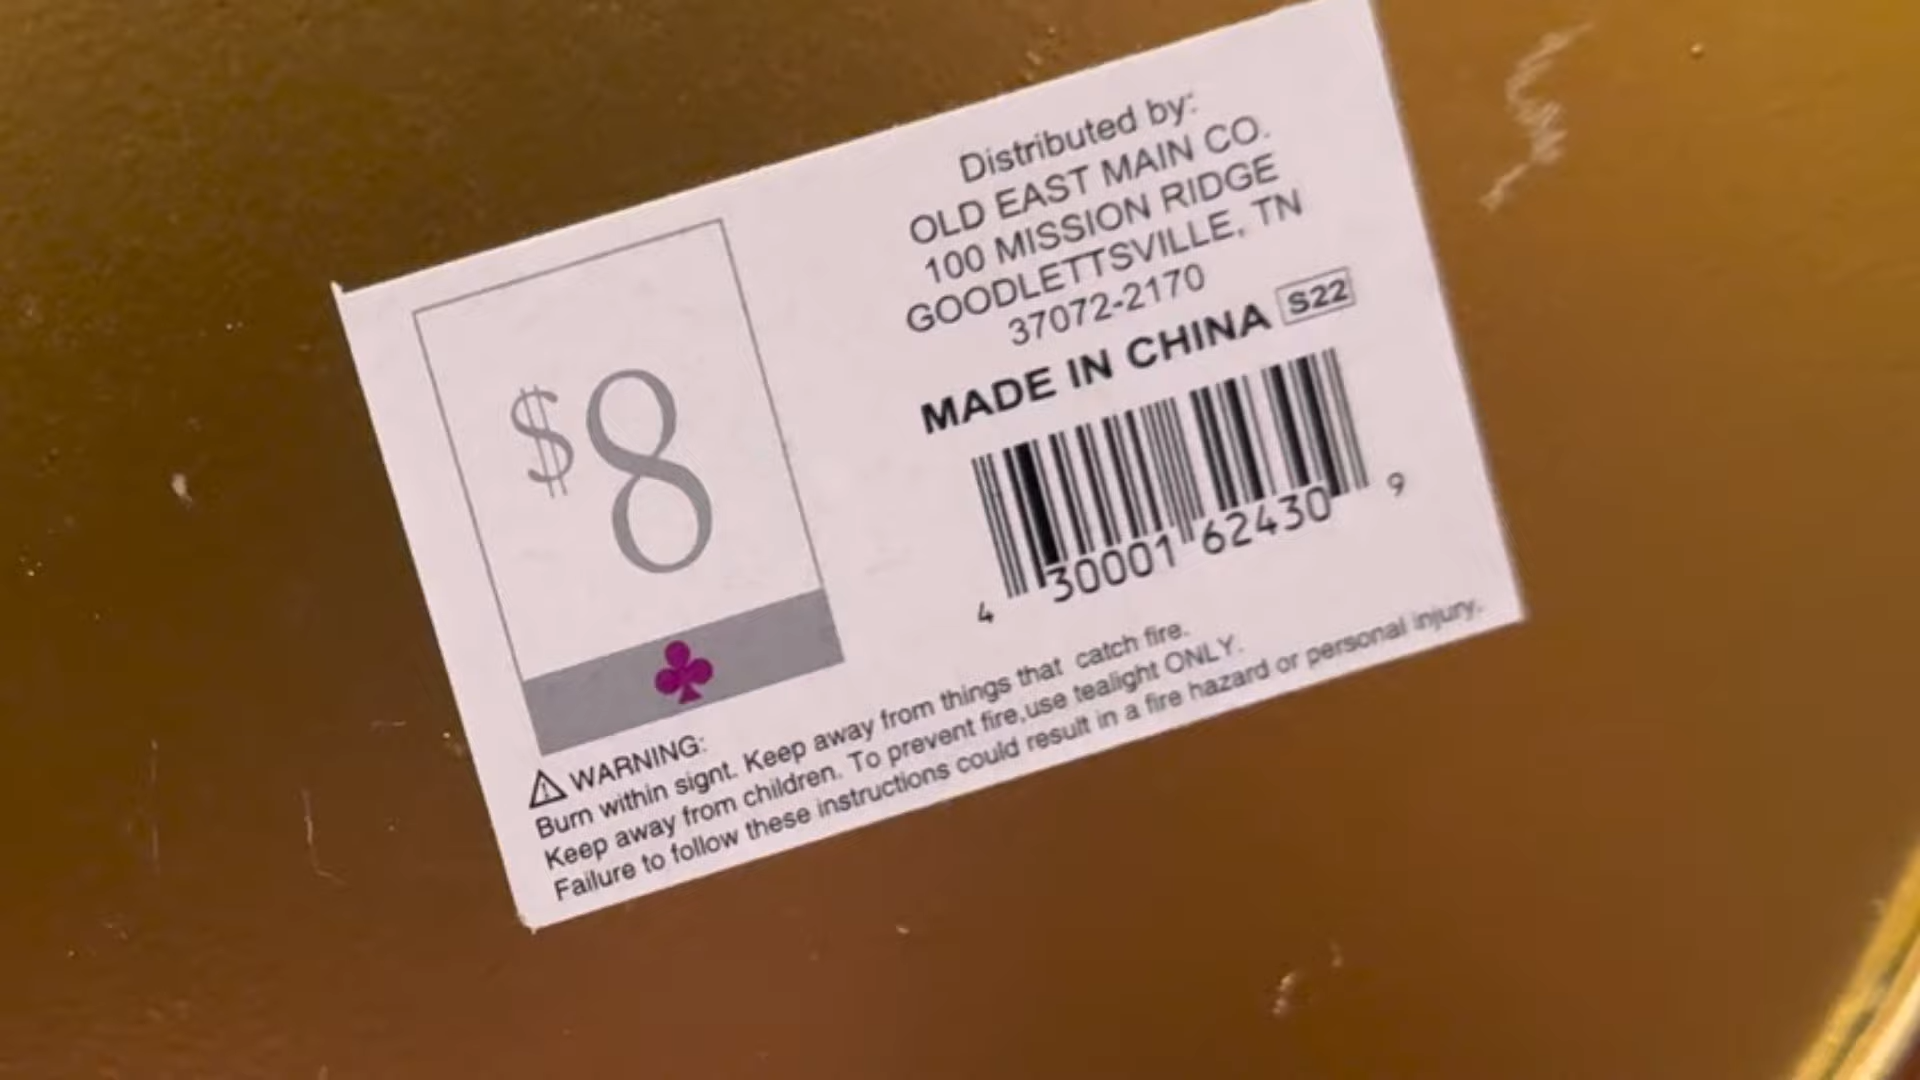 $8
Distributed by:
OLD EAST MAIN CO.
100 MISSION RIDGE
GOODLETTSVILLE, TN
37072-2170
MADE IN CHINA S22
4 30001 62430 9
WARNING:
Burn within signt. Keep away from things that catch fire.
Keep away from children. To prevent fire,use tealight ONLY.
Failure to follow these instructions could result in a fire hazard or personal injury.